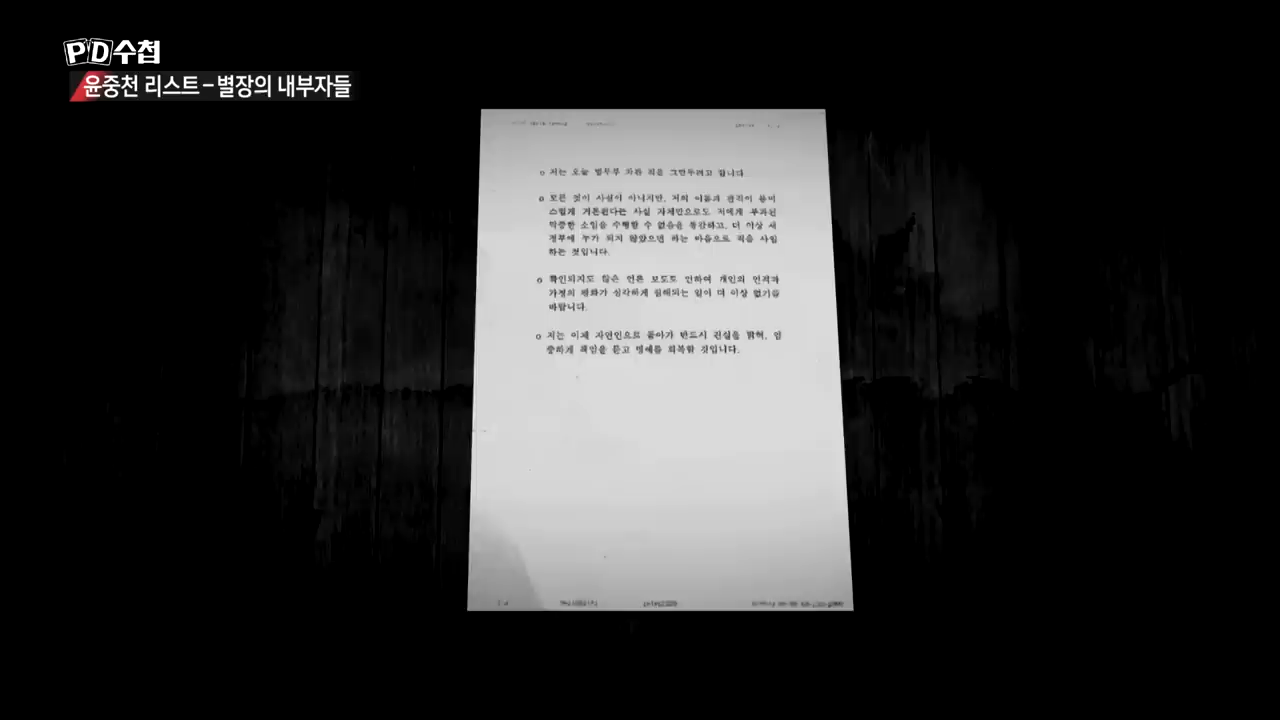 PD수첩
윤중천 리스트-별장의 내부자들
o 저는 오늘 법무부 차관 직을 그만두려고 합니다
o 모든 것이 사실이 아니지만, 저의 이름과 관직이 불미
스럽게 거론된다는 사실 자체만으로도 저에게 부과된
막중한 소임을 수행할 수 없음을 통감하고, 더 이상 새
정부에 누가 되지 않았으면 하는 마음으로 직을 사임
하는 것입니다.
o 확인되지도 않은 언론 보도로 인하여 개인의 인격과
가정의 평화가 심각하게 침해되는 일이 더 이상 없기를
바랍니다.
o 저는 이제 자연인으로 돌아가 반드시 진실을 밝혀, 엄
중하게 책임을 묻고 명예를 회복할 것입니다.